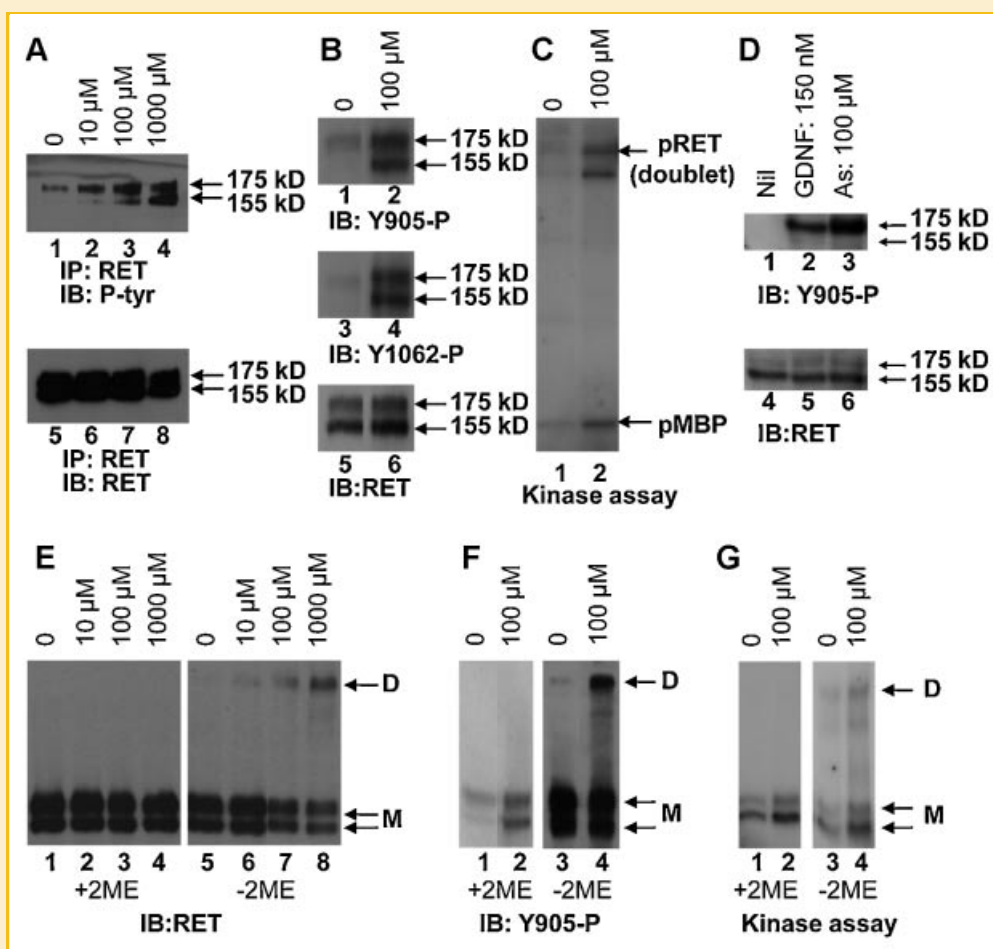 A
0
10 µM
100 µM
1000 µM
175 kD
155 kD
1 2 3 4
IP: RET
IB: P-tyr
175 kD
155 kD
5 6 7 8
IP: RET
IB: RET
B
0
100 µM
175 kD
155 kD
1 2
IB: Y905-P
175 kD
155 kD
3 4
IB: Y1062-P
175 kD
155 kD
5 6
IB:RET
C
0
100 µM
pRET
(doublet)
pMBP
1 2
Kinase assay
D
Nil
GDNF: 150 nM
As: 100 µM
175 kD
155 kD
1 2 3
IB: Y905-P
175 kD
155 kD
4 5 6
IB:RET
E
0
10 µM
100 µM
1000 µM
0
10 µM
100 µM
1000 µM
D
M
1 2 3 4 5 6 7 8
+2ME -2ME
IB:RET
F
0
100 µM
0
100 µM
D
M
1 2 3 4
+2ME -2ME
IB: Y905-P
G
0
100 µM
0
100 µM
D
M
1 2 3 4
+2ME -2ME
Kinase assay